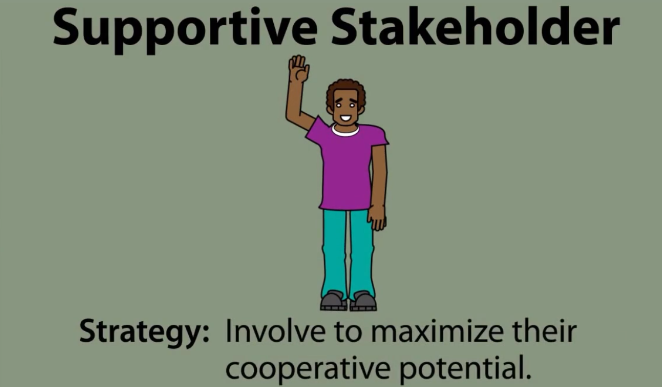 Supportive Stakeholder
Strategy: Involve to maximize their
cooperative potential.